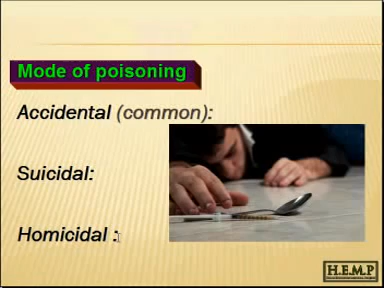 Mode of poisoning
Accidental (common):
Suicidal:
Homicidal :
H.E.M.P